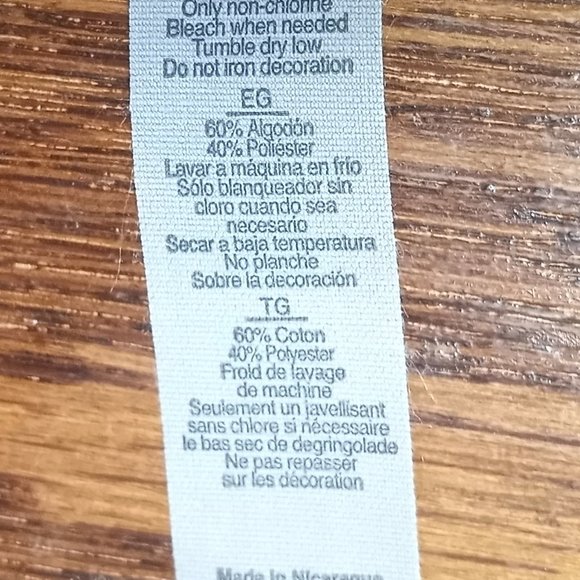 Only non-chlorine
Bleach when needed
Tumble dry low
Do not iron decoration
EG
60% Algodón
40% Poliéster
Lavar a máquina en frío
Sólo blanqueador sin
cloro cuando sea
necesario
Secar a baja temperatura
No planche
Sobre la decoración
TG
60% Coton
40% Polyester
Froid de lavage
de machine
Seulement un javellisant
sans chlore si nécessaire
le bas sec de degringolade
Ne pas repasser
sur les décoration
Made In Nicaragua